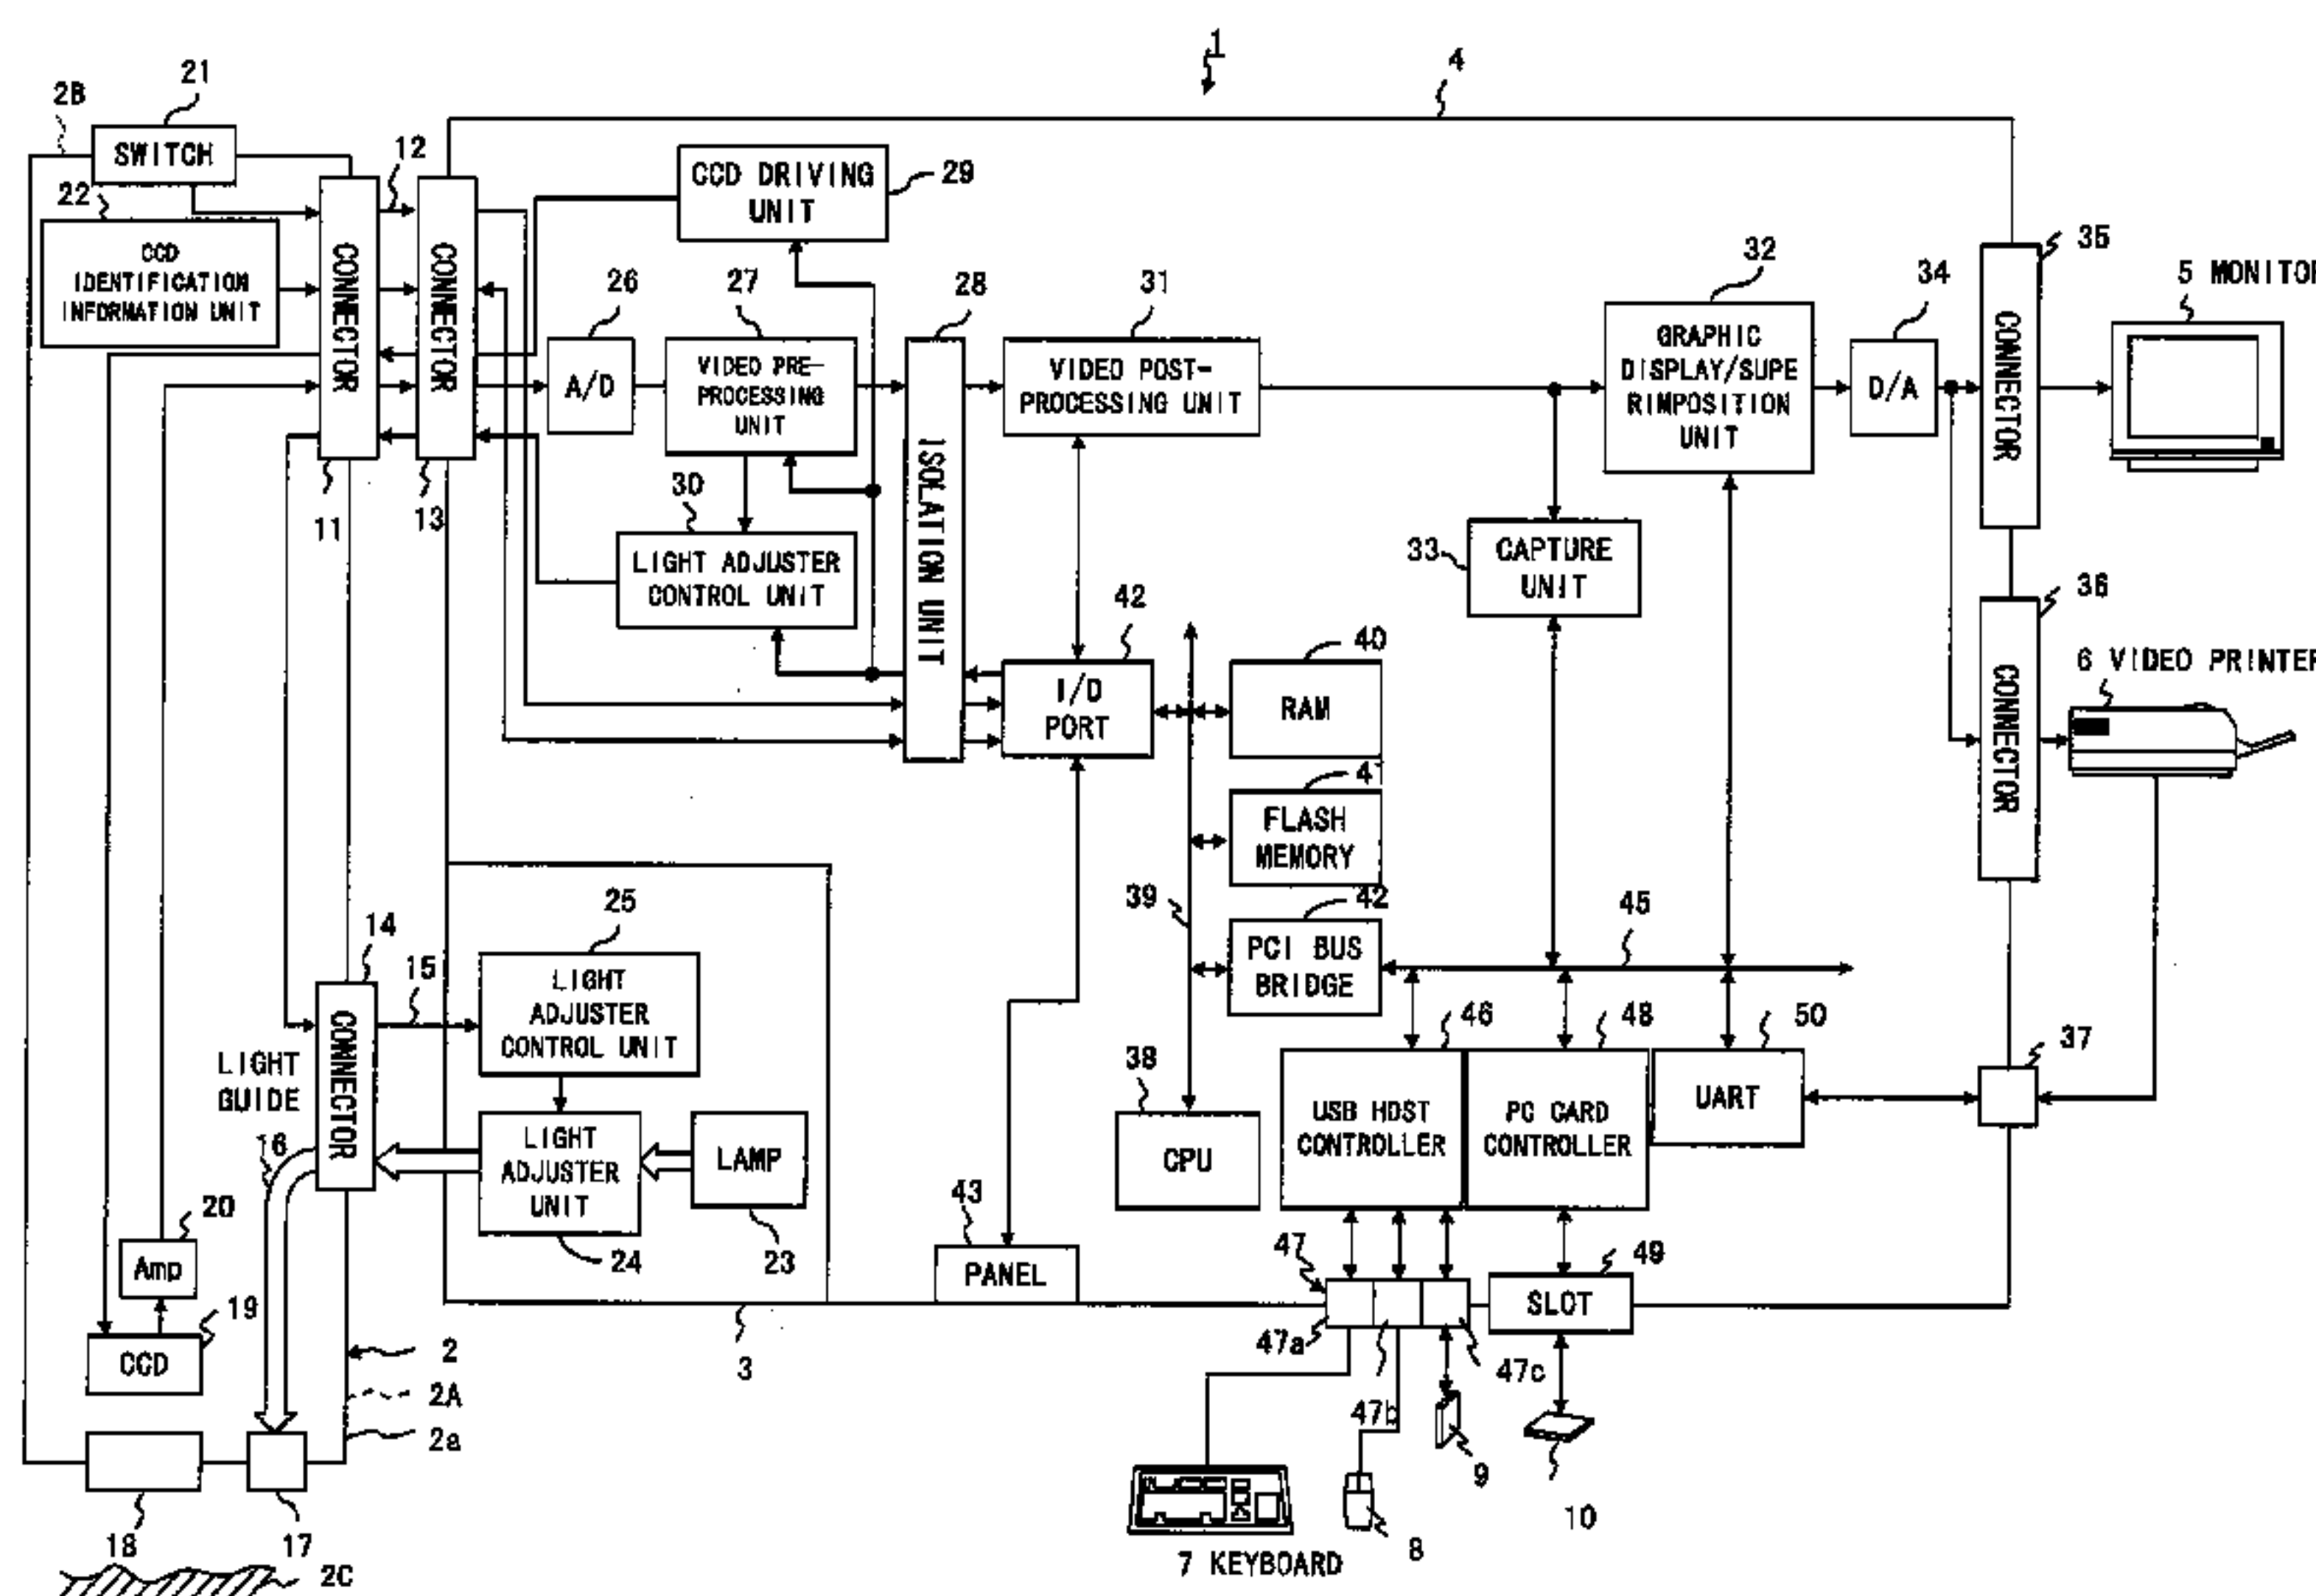 1
4
21
2B
SWITCH
12
22
CCD
IDENTIFICATION
INFORMATION UNIT
CONNECTOR
CONNECTOR
11
13
CCD DRIVING
UNIT
29
26
A/D
27
VIDEO PRE-
PROCESSING
UNIT
28
ISOLATION UNIT
31
VIDEO POST-
PROCESSING UNIT
32
GRAPHIC
DISPLAY/SUPE
RIMPOSITION
UNIT
34
D/A
35
CONNECTOR
5 MONITOR
30
LIGHT ADJUSTER
CONTROL UNIT
33
CAPTURE
UNIT
42
I/O
PORT
40
RAM
36
CONNECTOR
6 VIDEO PRINTER
41
FLASH
MEMORY
39
42
PCI BUS
BRIDGE
45
14
15
25
LIGHT
ADJUSTER
CONTROL UNIT
CONNECTOR
LIGHT
GUIDE
16
LIGHT
ADJUSTER
UNIT
24
LAMP
23
38
CPU
46
USB HOST
CONTROLLER
48
PC CARD
CONTROLLER
50
UART
37
20
Amp
19
CCD
43
PANEL
47
47a
47b
47c
49
SLOT
2
2A
2a
3
18
17
2C
7 KEYBOARD
8
9
10